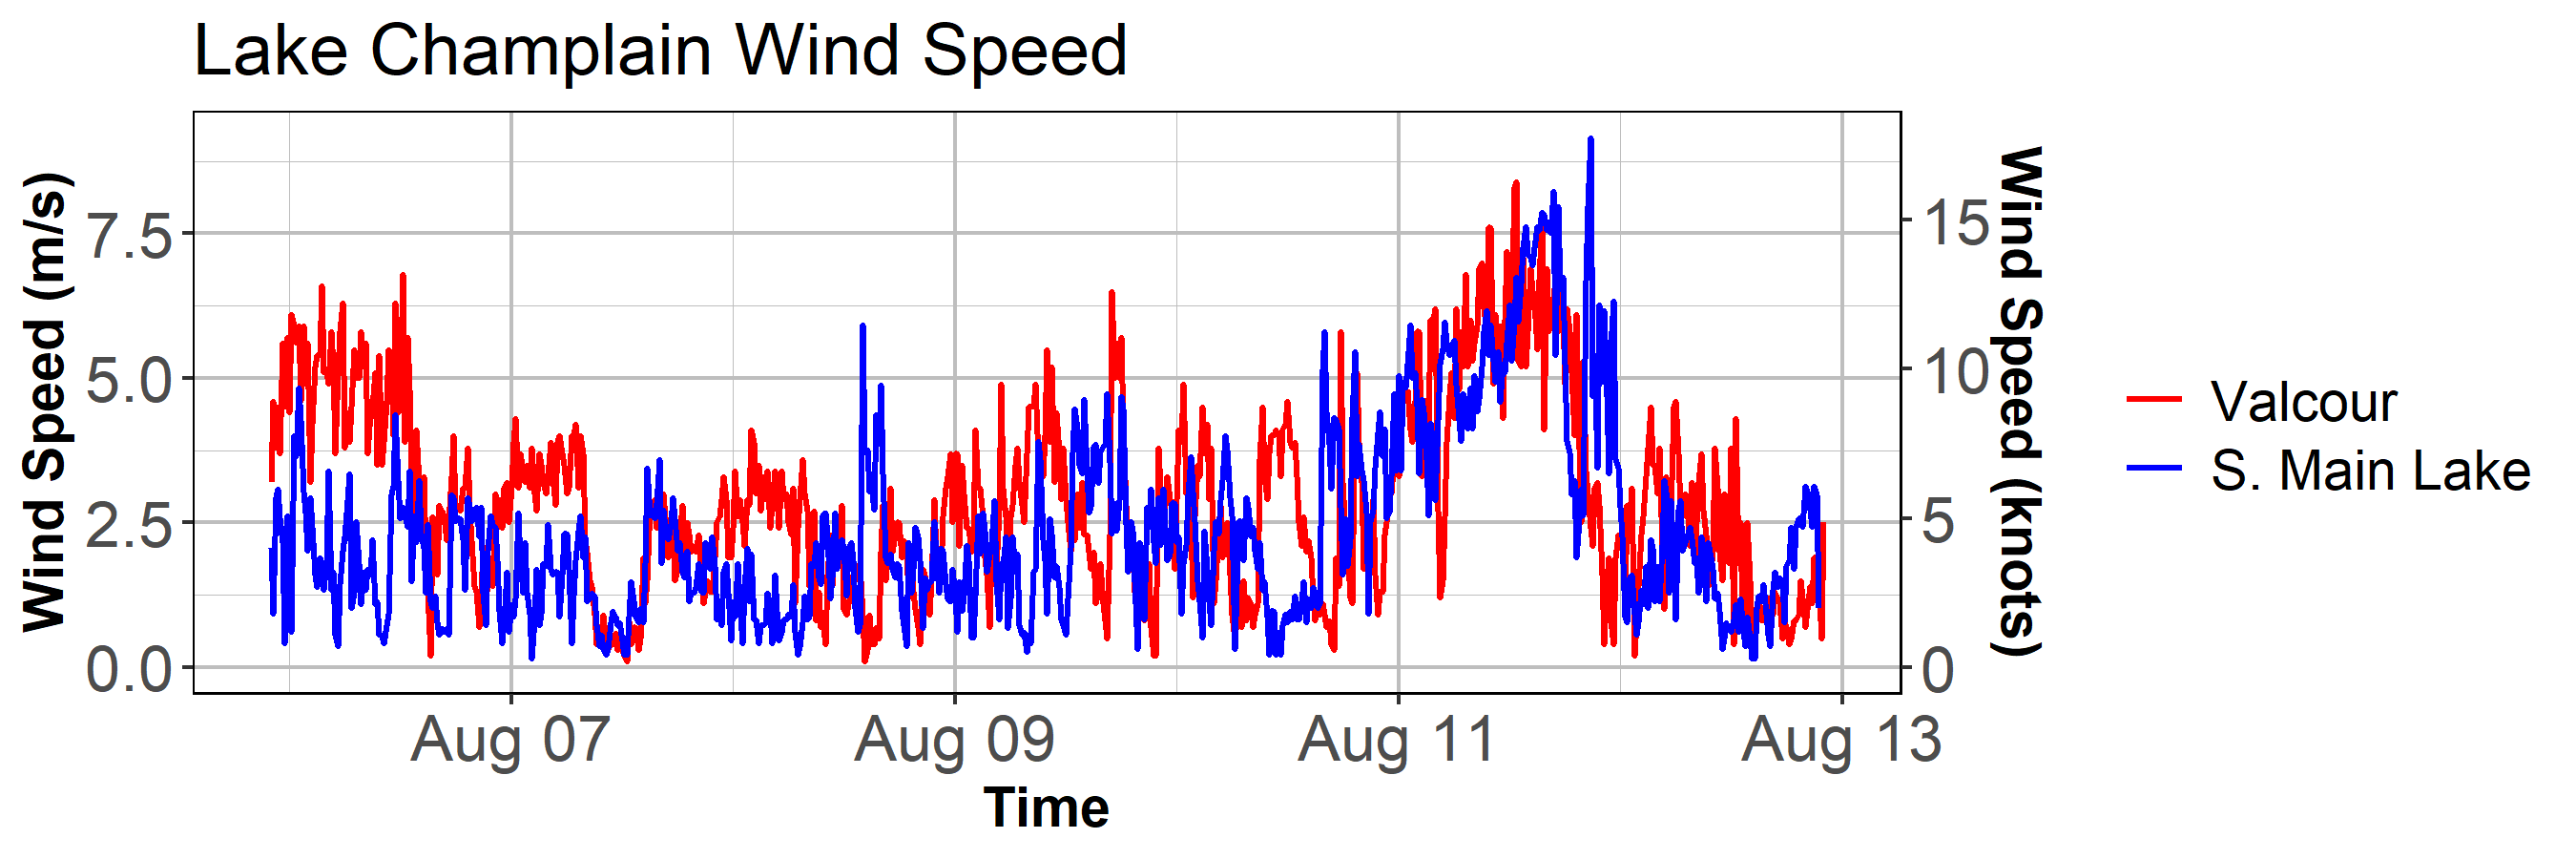 Lake Champlain Wind Speed
Wind Speed (m/s)
7.5
5.0
2.5
0.0
15
10
5
0
Wind Speed (knots)
Aug 07
Aug 09
Aug 11
Aug 13
Time
Valcour
S. Main Lake